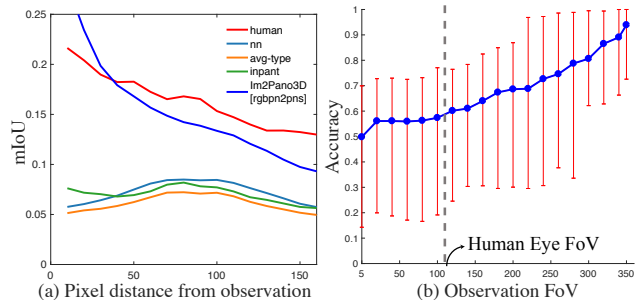 human
nn
avg-type
inpant
Im2Pano3D
[rgbpn2pns]
mIoU
0.25
0.2
0.15
0.1
0.05
0
0 50 100 150
(a) Pixel distance from observation
Accuracy
1
0.9
0.8
0.7
0.6
0.5
0.4
0.3
0.2
0.1
0
Human Eye FoV
5 50 100 150 200 250 300 350
(b) Observation FoV